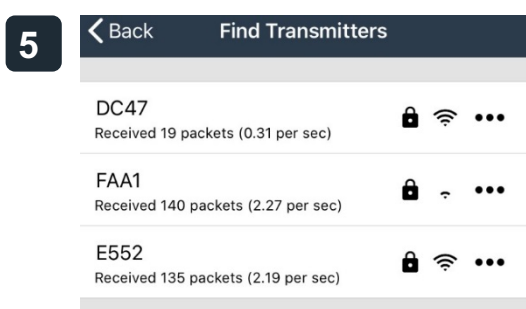 5
Back Find Transmitters
DC47
Received 19 packets (0.31 per sec)
FAA1
Received 140 packets (2.27 per sec)
E552
Received 135 packets (2.19 per sec)